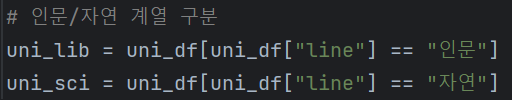 # 인문/자연 계열 구분
uni_lib = uni_df[uni_df["line"] == "인문"]
uni_sci = uni_df[uni_df["line"] == "자연"]